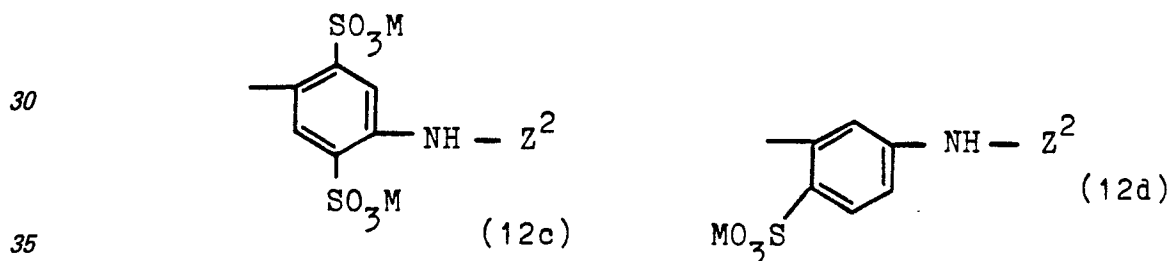 SO₃M
30
NH — Z²
NH — Z²
(12d)
SO₃M
MO₃S
(12c)
35